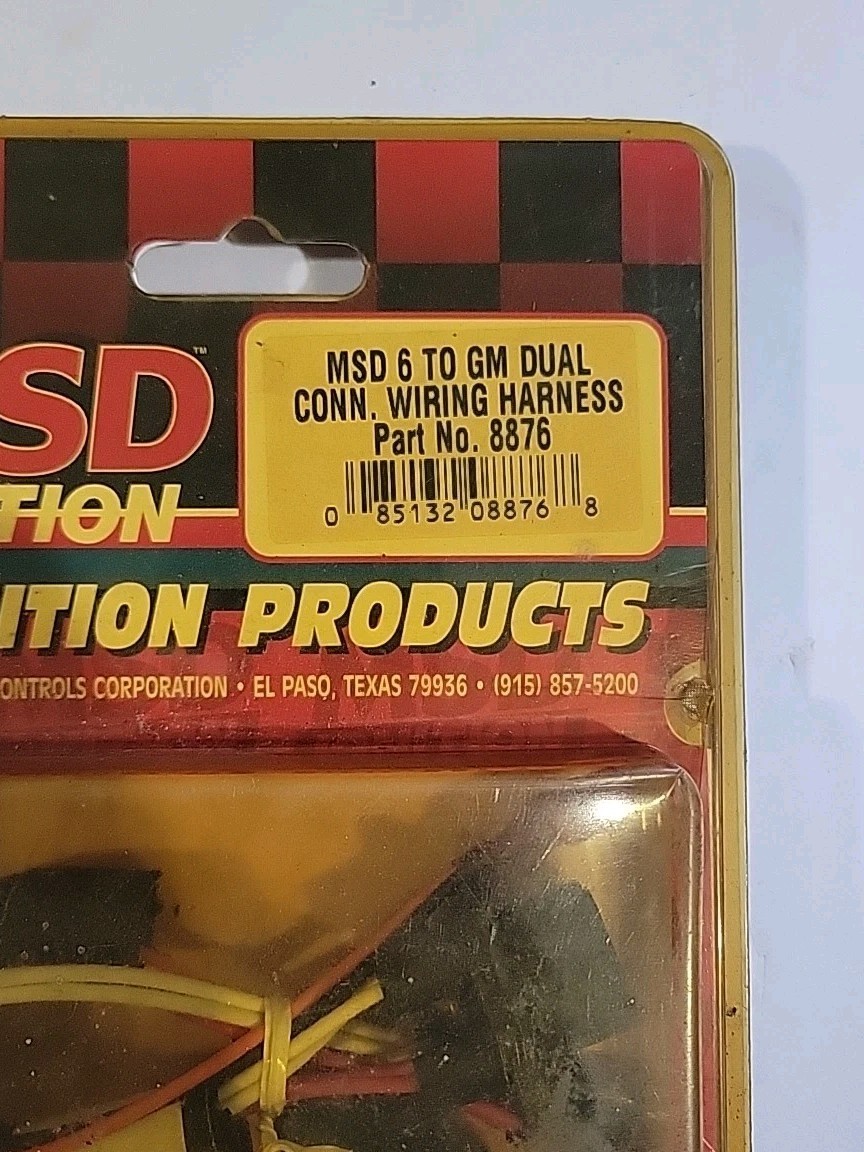 MSD 6 TO GM DUAL
CONN. WIRING HARNESS
Part No. 8876
0 85132 08876 8
SD™
TION
ITION PRODUCTS
ONTROLS CORPORATION • EL PASO, TEXAS 79936 • (915) 857-5200